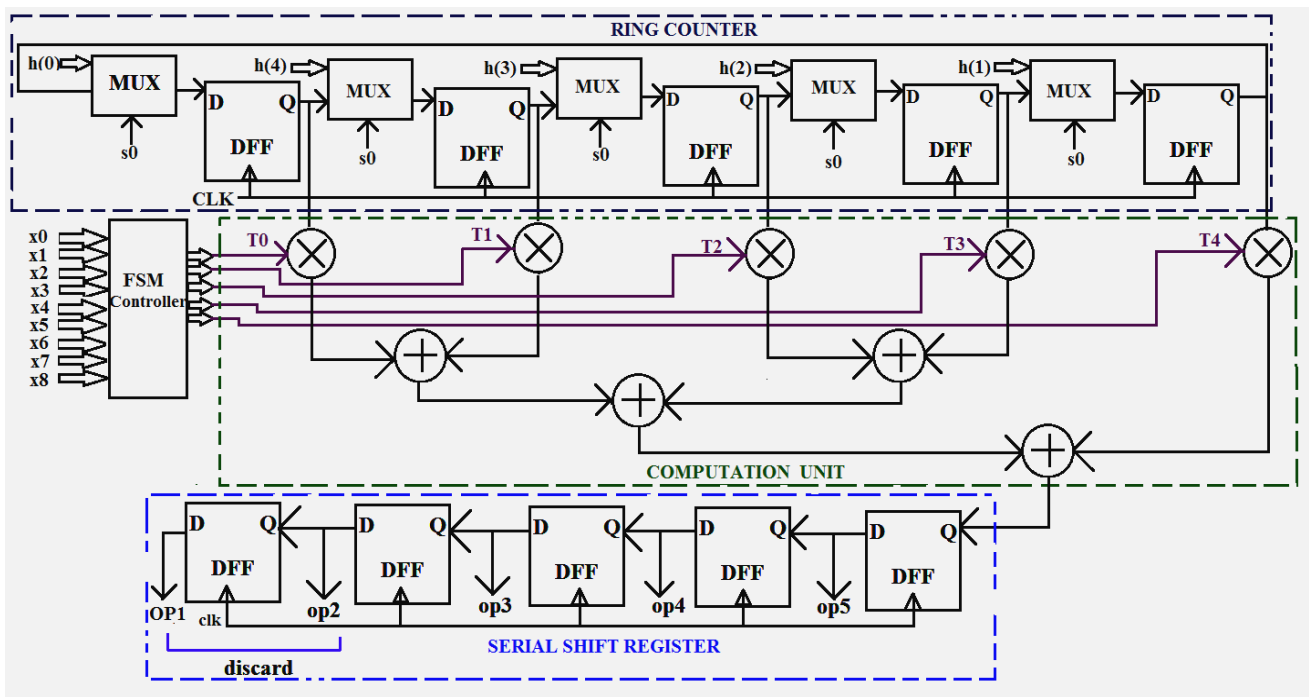 RING COUNTER
h(0) h(4) h(3) h(2) h(1)
MUX MUX MUX MUX MUX
D Q D Q D Q D Q D Q
s0 s0 s0 s0 s0
DFF DFF DFF DFF DFF
CLK
x0
x1
x2
x3
x4
x5
x6
x7
x8
FSM
Controller
T0 T1 T2 T3 T4
COMPUTATION UNIT
D Q D Q D Q D Q D Q
DFF DFF DFF DFF DFF
OP1 op2 op3 op4 op5
clk
SERIAL SHIFT REGISTER
discard